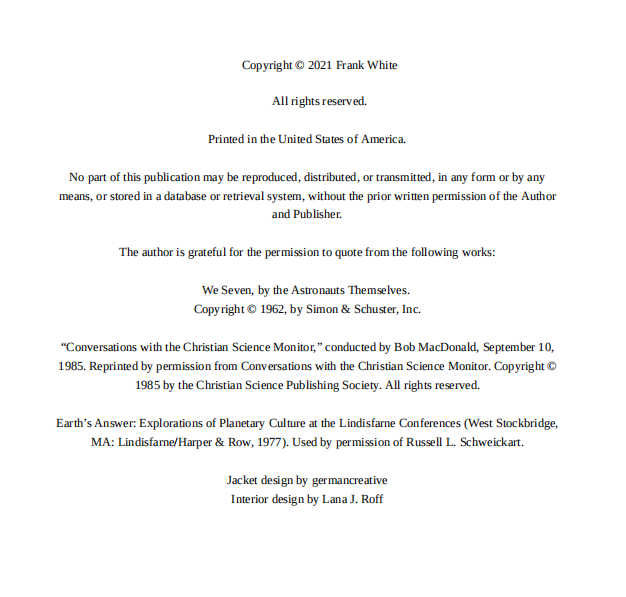 Copyright © 2021 Frank White
All rights reserved.
Printed in the United States of America.
No part of this publication may be reproduced, distributed, or transmitted, in any form or by any
means, or stored in a database or retrieval system, without the prior written permission of the Author
and Publisher.
The author is grateful for the permission to quote from the following works:
We Seven, by the Astronauts Themselves.
Copyright © 1962, by Simon & Schuster, Inc.
“Conversations with the Christian Science Monitor,” conducted by Bob MacDonald, September 10,
1985. Reprinted by permission from Conversations with the Christian Science Monitor. Copyright ©
1985 by the Christian Science Publishing Society. All rights reserved.
Earth’s Answer: Explorations of Planetary Culture at the Lindisfarne Conferences (West Stockbridge,
MA: Lindisfarne/Harper & Row, 1977). Used by permission of Russell L. Schweickart.
Jacket design by germancreative
Interior design by Lana J. Roff